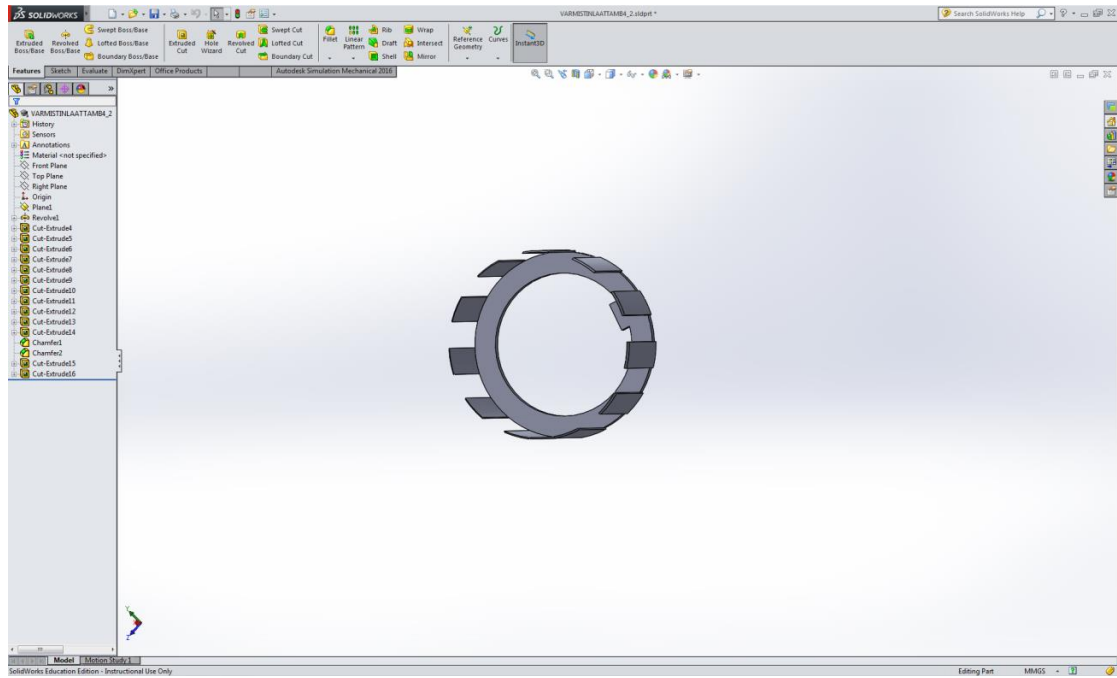 SOLIDWORKS
VARMISTINLAATTAMB4_2.sldprt *
Search SolidWorks Help
Extruded Boss/Base
Revolved Boss/Base
Swept Boss/Base
Lofted Boss/Base
Boundary Boss/Base
Extruded Cut
Hole Wizard
Revolved Cut
Swept Cut
Lofted Cut
Boundary Cut
Fillet
Linear Pattern
Rib
Draft
Shell
Wrap
Intersect
Mirror
Reference Geometry
Curves
Instant3D
Features Sketch Evaluate DimXpert Office Products Autodesk Simulation Mechanical 2016
VARMISTINLAATTAMB4_2
History
Sensors
Annotations
Material <not specified>
Front Plane
Top Plane
Right Plane
Origin
Plane1
Revolve1
Cut-Extrude4
Cut-Extrude5
Cut-Extrude6
Cut-Extrude7
Cut-Extrude8
Cut-Extrude9
Cut-Extrude10
Cut-Extrude11
Cut-Extrude12
Cut-Extrude13
Cut-Extrude14
Chamfer1
Chamfer2
Cut-Extrude15
Cut-Extrude16
Y
Z
Model Motion Study 1
SolidWorks Education Edition - Instructional Use Only
Editing Part MMGS